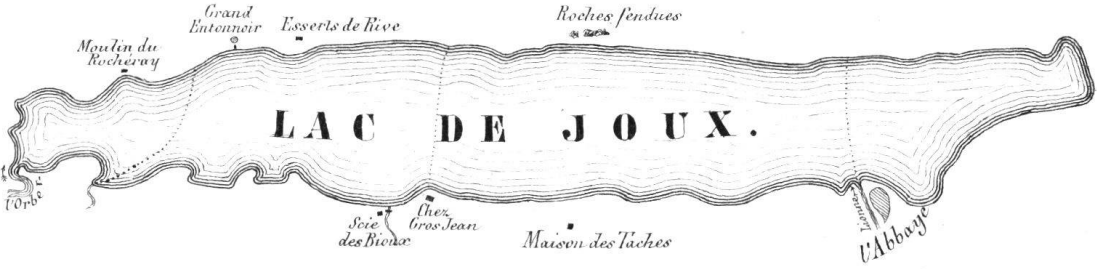 Grand
Entonnoir
Esserts de Rive
Roches fendues
Moulin du
Rochéray
LAC DE JOUX.
l'Orbe
Scie
des Bioux
Chez
Gros Jean
Maison des Taches
Lionne
l'Abbaye